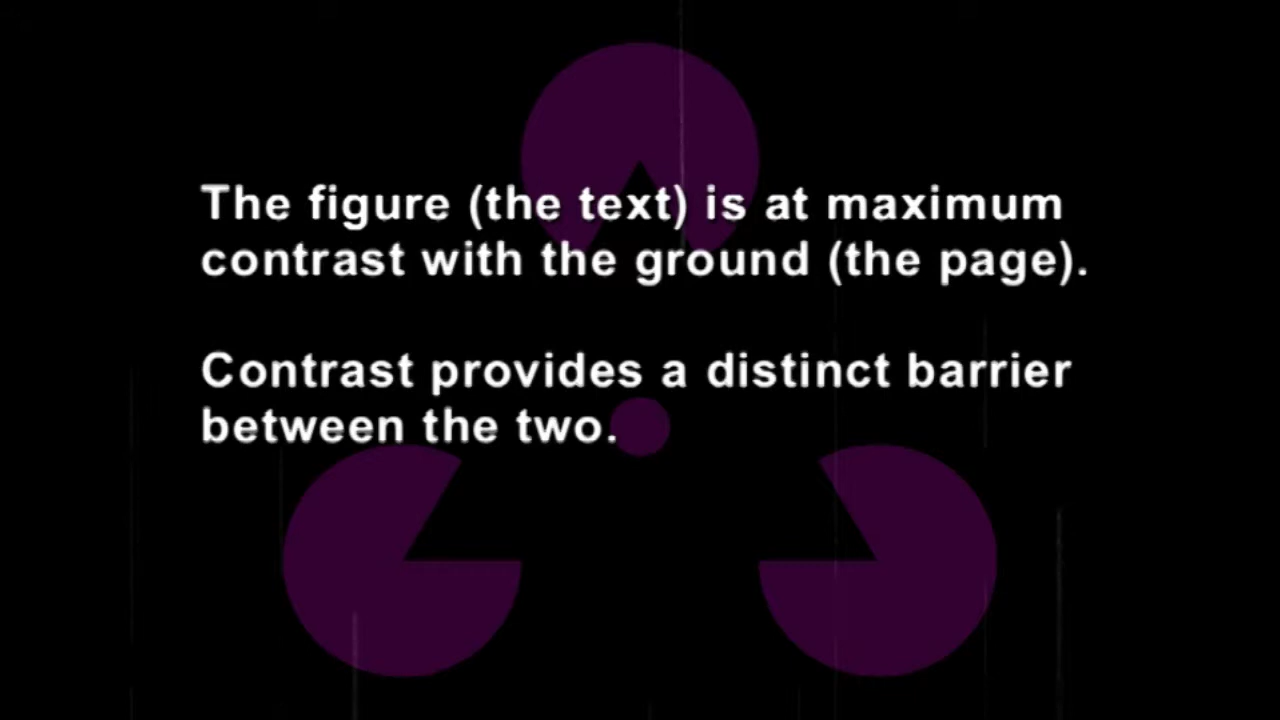 The figure (the text) is at maximum
contrast with the ground (the page).
Contrast provides a distinct barrier
between the two.